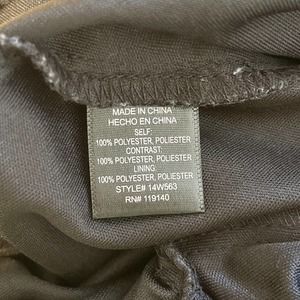 MADE IN CHINA
HECHO EN CHINA
SELF:
100% POLYESTER, POLIESTER
CONTRAST:
100% POLYESTER, POLIESTER
LINING:
100% POLYESTER, POLIESTER
STYLE# 14W563
RN# 119140